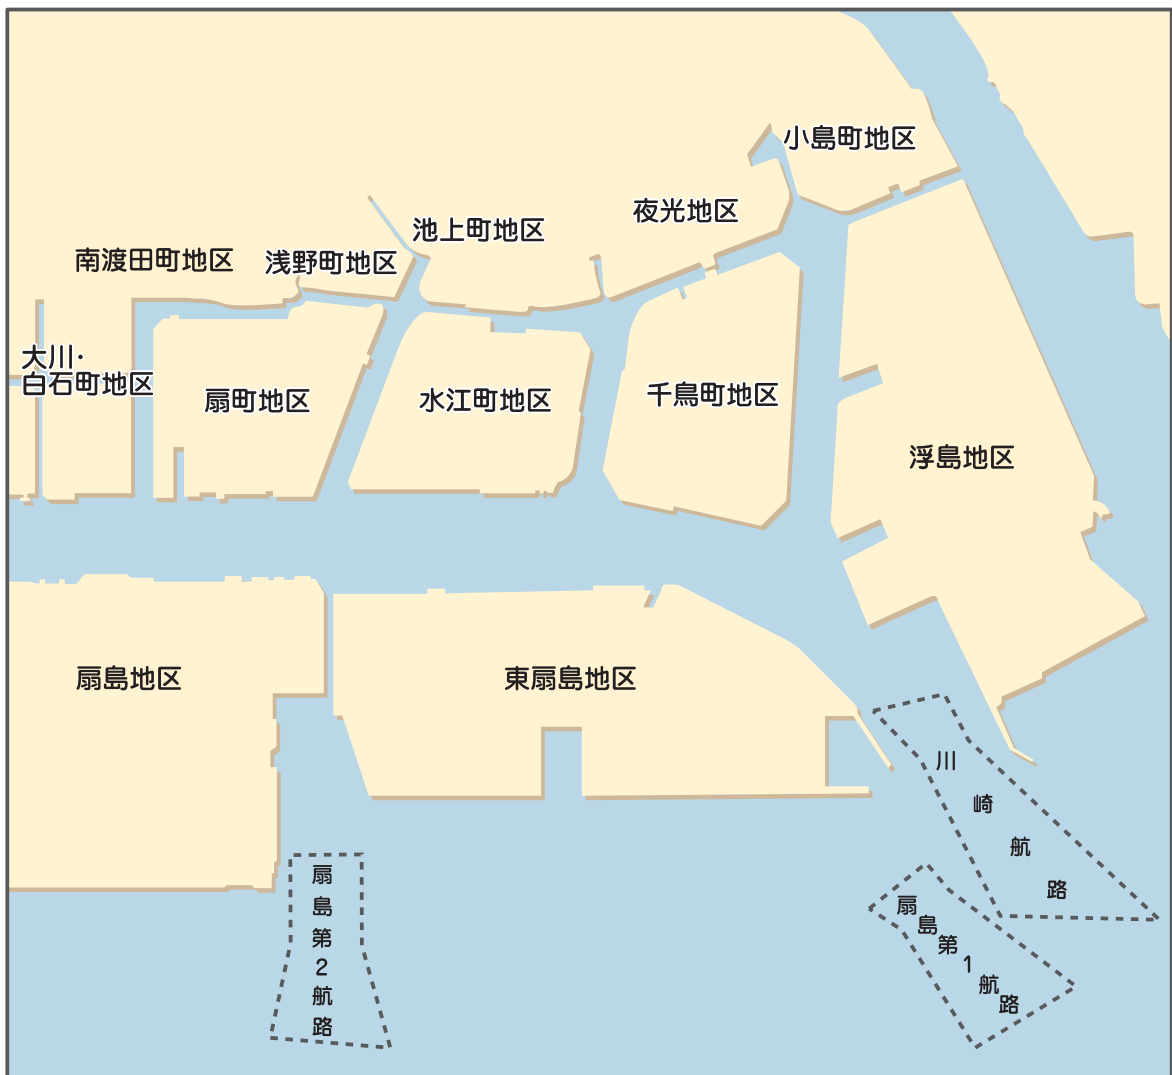 小島町地区
夜光地区
池上町地区
南渡田町地区
浅野町地区
大川・
白石町地区
扇町地区
水江町地区
千鳥町地区
浮島地区
扇島地区
東扇島地区
川崎航路
扇島第1航路
扇島第2航路